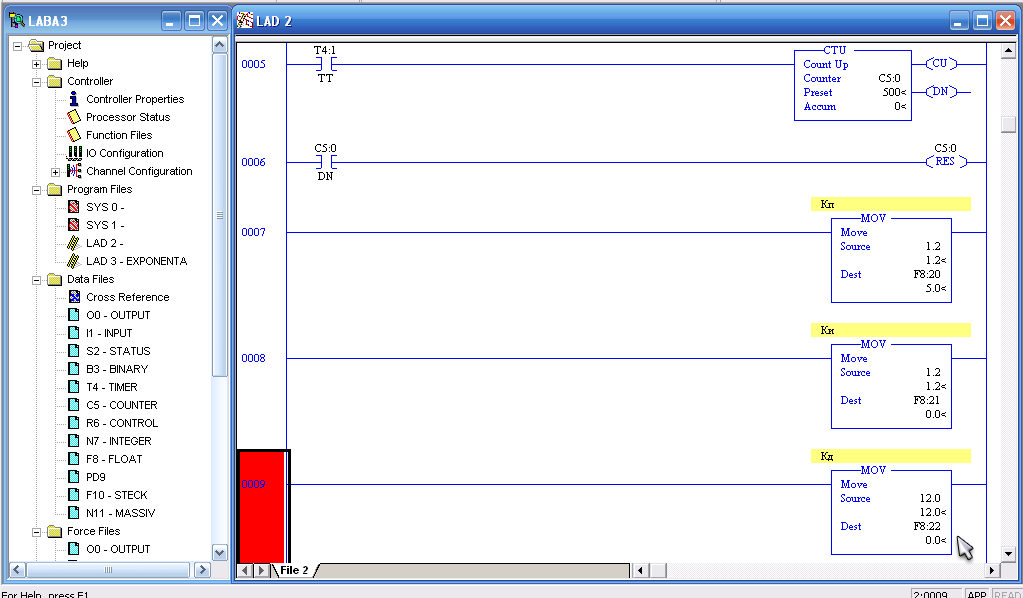 LABA3
Project
Help
Controller
Controller Properties
Processor Status
Function Files
IO Configuration
Channel Configuration
Program Files
SYS 0 -
SYS 1 -
LAD 2 -
LAD 3 - EXPONENTA
Data Files
Cross Reference
O0 - OUTPUT
I1 - INPUT
S2 - STATUS
B3 - BINARY
T4 - TIMER
C5 - COUNTER
R6 - CONTROL
N7 - INTEGER
F8 - FLOAT
PD9
F10 - STECK
N11 - MASSIV
Force Files
O0 - OUTPUT
LAD 2
0005
T4:1
TT
CTU
Count Up
Counter C5:0
Preset 500<
Accum 0<
CU
DN
0006
C5:0
DN
C5:0
RES
Кп
0007
MOV
Move
Source 1.2
1.2<
Dest F8:20
5.0<
Ки
0008
MOV
Move
Source 1.2
1.2<
Dest F8:21
0.0<
Кд
0009
MOV
Move
Source 12.0
12.0<
Dest F8:22
0.0<
File 2
For Help, press F1
2:0009 APP READ